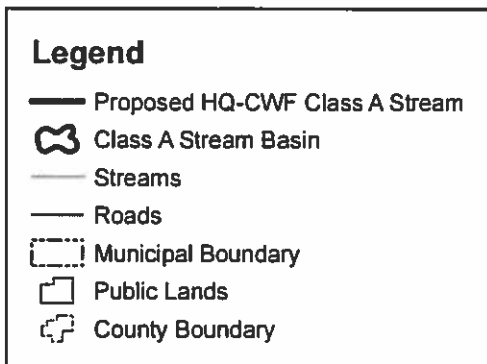 Legend
Proposed HQ-CWF Class A Stream
Class A Stream Basin
Streams
Roads
Municipal Boundary
Public Lands
County Boundary